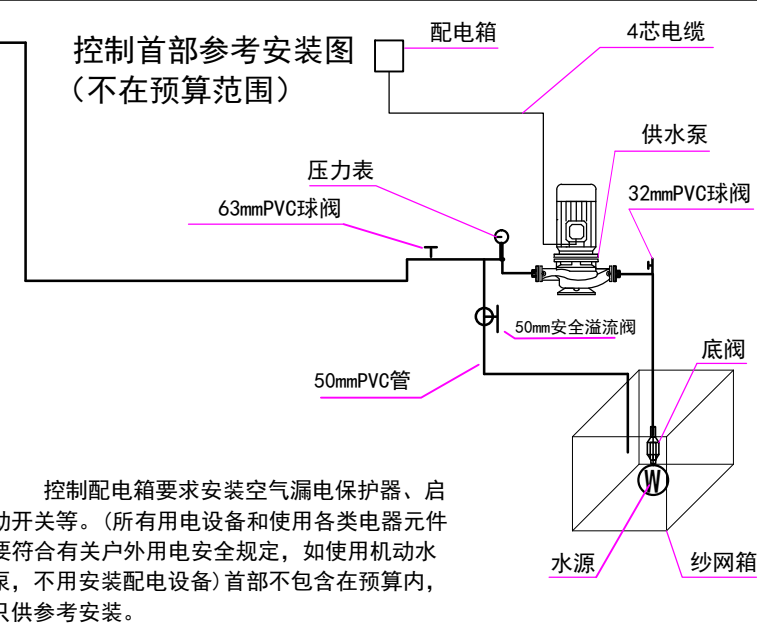 控制首部参考安装图
（不在预算范围）
配电箱
4芯电缆
供水泵
压力表
63mmPVC球阀
32mmPVC球阀
50mm安全溢流阀
底阀
50mmPVC管
W
水源
纱网箱
控制配电箱要求安装空气漏电保护器、启
动开关等。(所有用电设备和使用各类电器元件
要符合有关户外用电安全规定，如使用机动水
泵，不用安装配电设备)首部不包含在预算内，
只供参考安装。